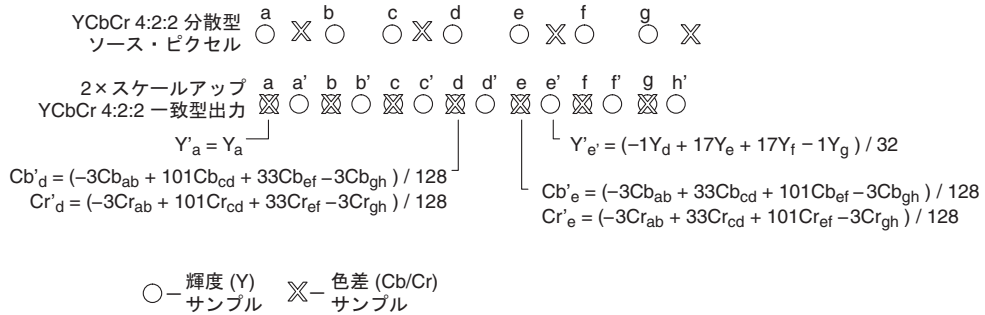 YCbCr 4:2:2 分散型
ソース・ピクセル
a b c d e f g
2×スケールアップ
YCbCr 4:2:2 一致型出力
a a' b b' c c' d d' e e' f f' g h'
Y'a = Ya
Y'e' = (−1Yd + 17Ye + 17Yf − 1Yg ) / 32
Cb'd = (−3Cbab + 101Cbcd + 33Cbef −3Cbgh ) / 128
Cr'd = (−3Crab + 101Crcd + 33Cref −3Crgh ) / 128
Cb'e = (−3Cbab + 33Cbcd + 101Cbef −3Cbgh ) / 128
Cr'e = (−3Crab + 33Crcd + 101Cref −3Crgh ) / 128
輝度 (Y)
サンプル
色差 (Cb/Cr)
サンプル